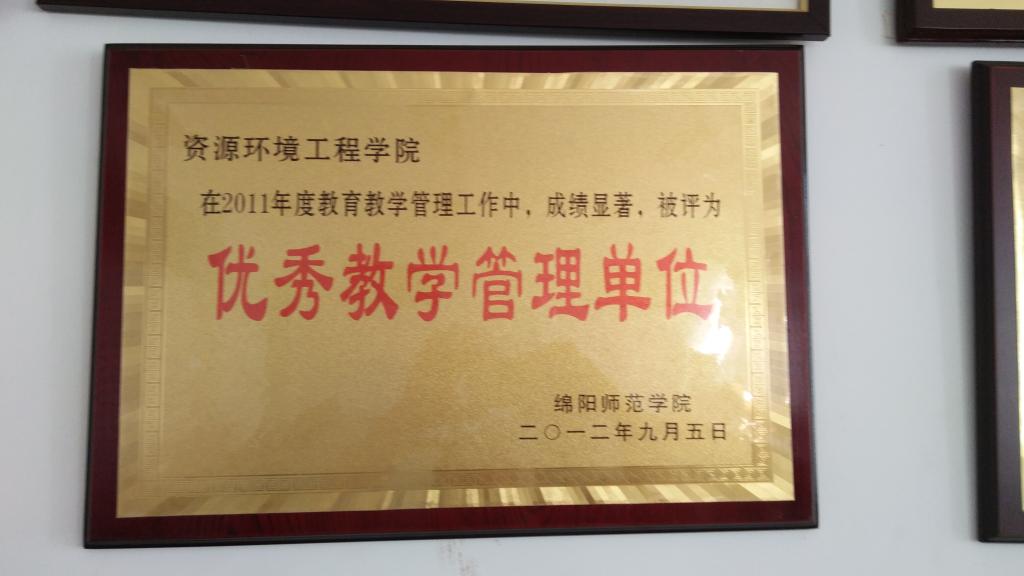 资源环境工程学院
在2011年度教育教学管理工作中，成绩显著，被评为
优秀教学管理单位
绵阳师范学院
二〇一二年九月五日